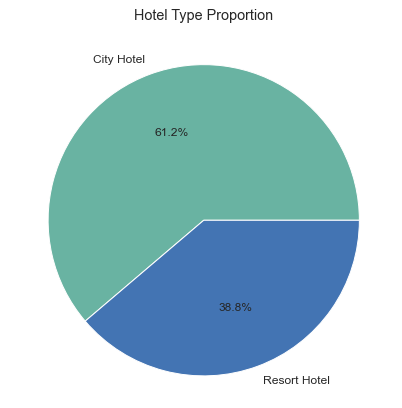 Hotel Type Proportion
City Hotel
61.2%
38.8%
Resort Hotel